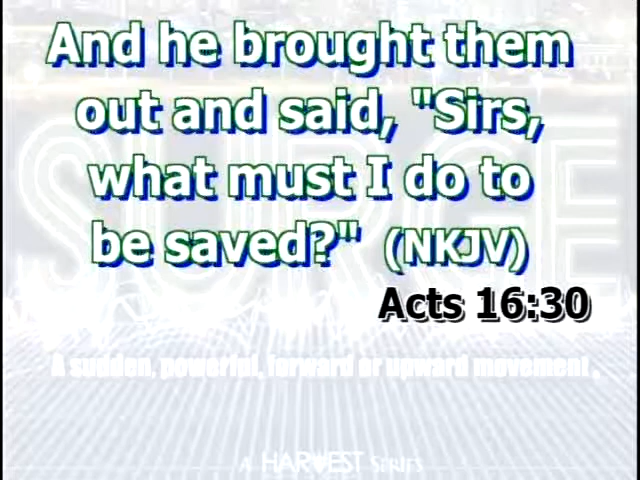 And he brought them
out and said, "Sirs,
what must I do to
be saved?" (NKJV)
Acts 16:30
SURGE
A sudden, powerful, forward or upward movement .
A HARVEST SERIES